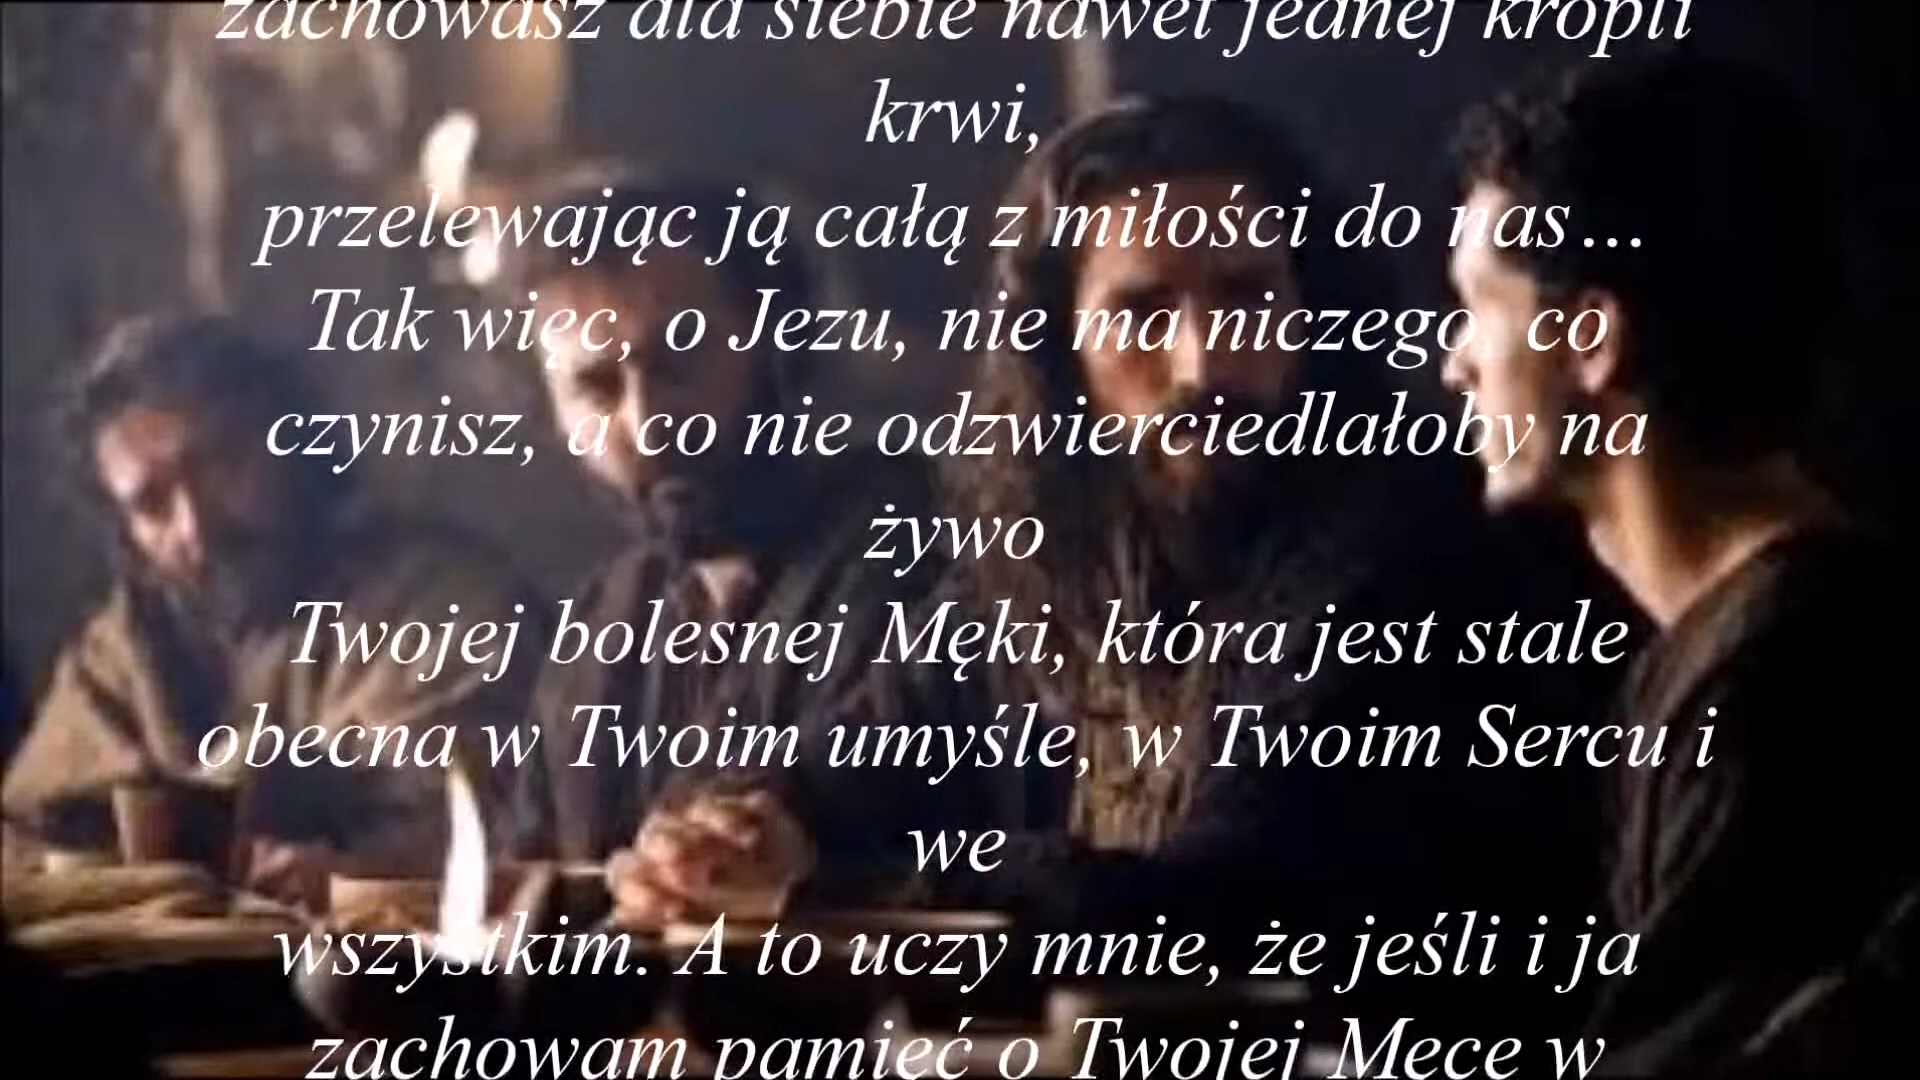 zachowasz dla siebie nawet jednej kropli
krwi,
przelewając ją całą z miłości do nas…
Tak więc, o Jezu, nie ma niczego, co
czynisz, a co nie odzwierciedlałoby na
żywo
Twojej bolesnej Męki, która jest stale
obecna w Twoim umyśle, w Twoim Sercu i
we
wszystkim. A to uczy mnie, że jeśli i ja
zachowam pamięć o Twojej Męce w